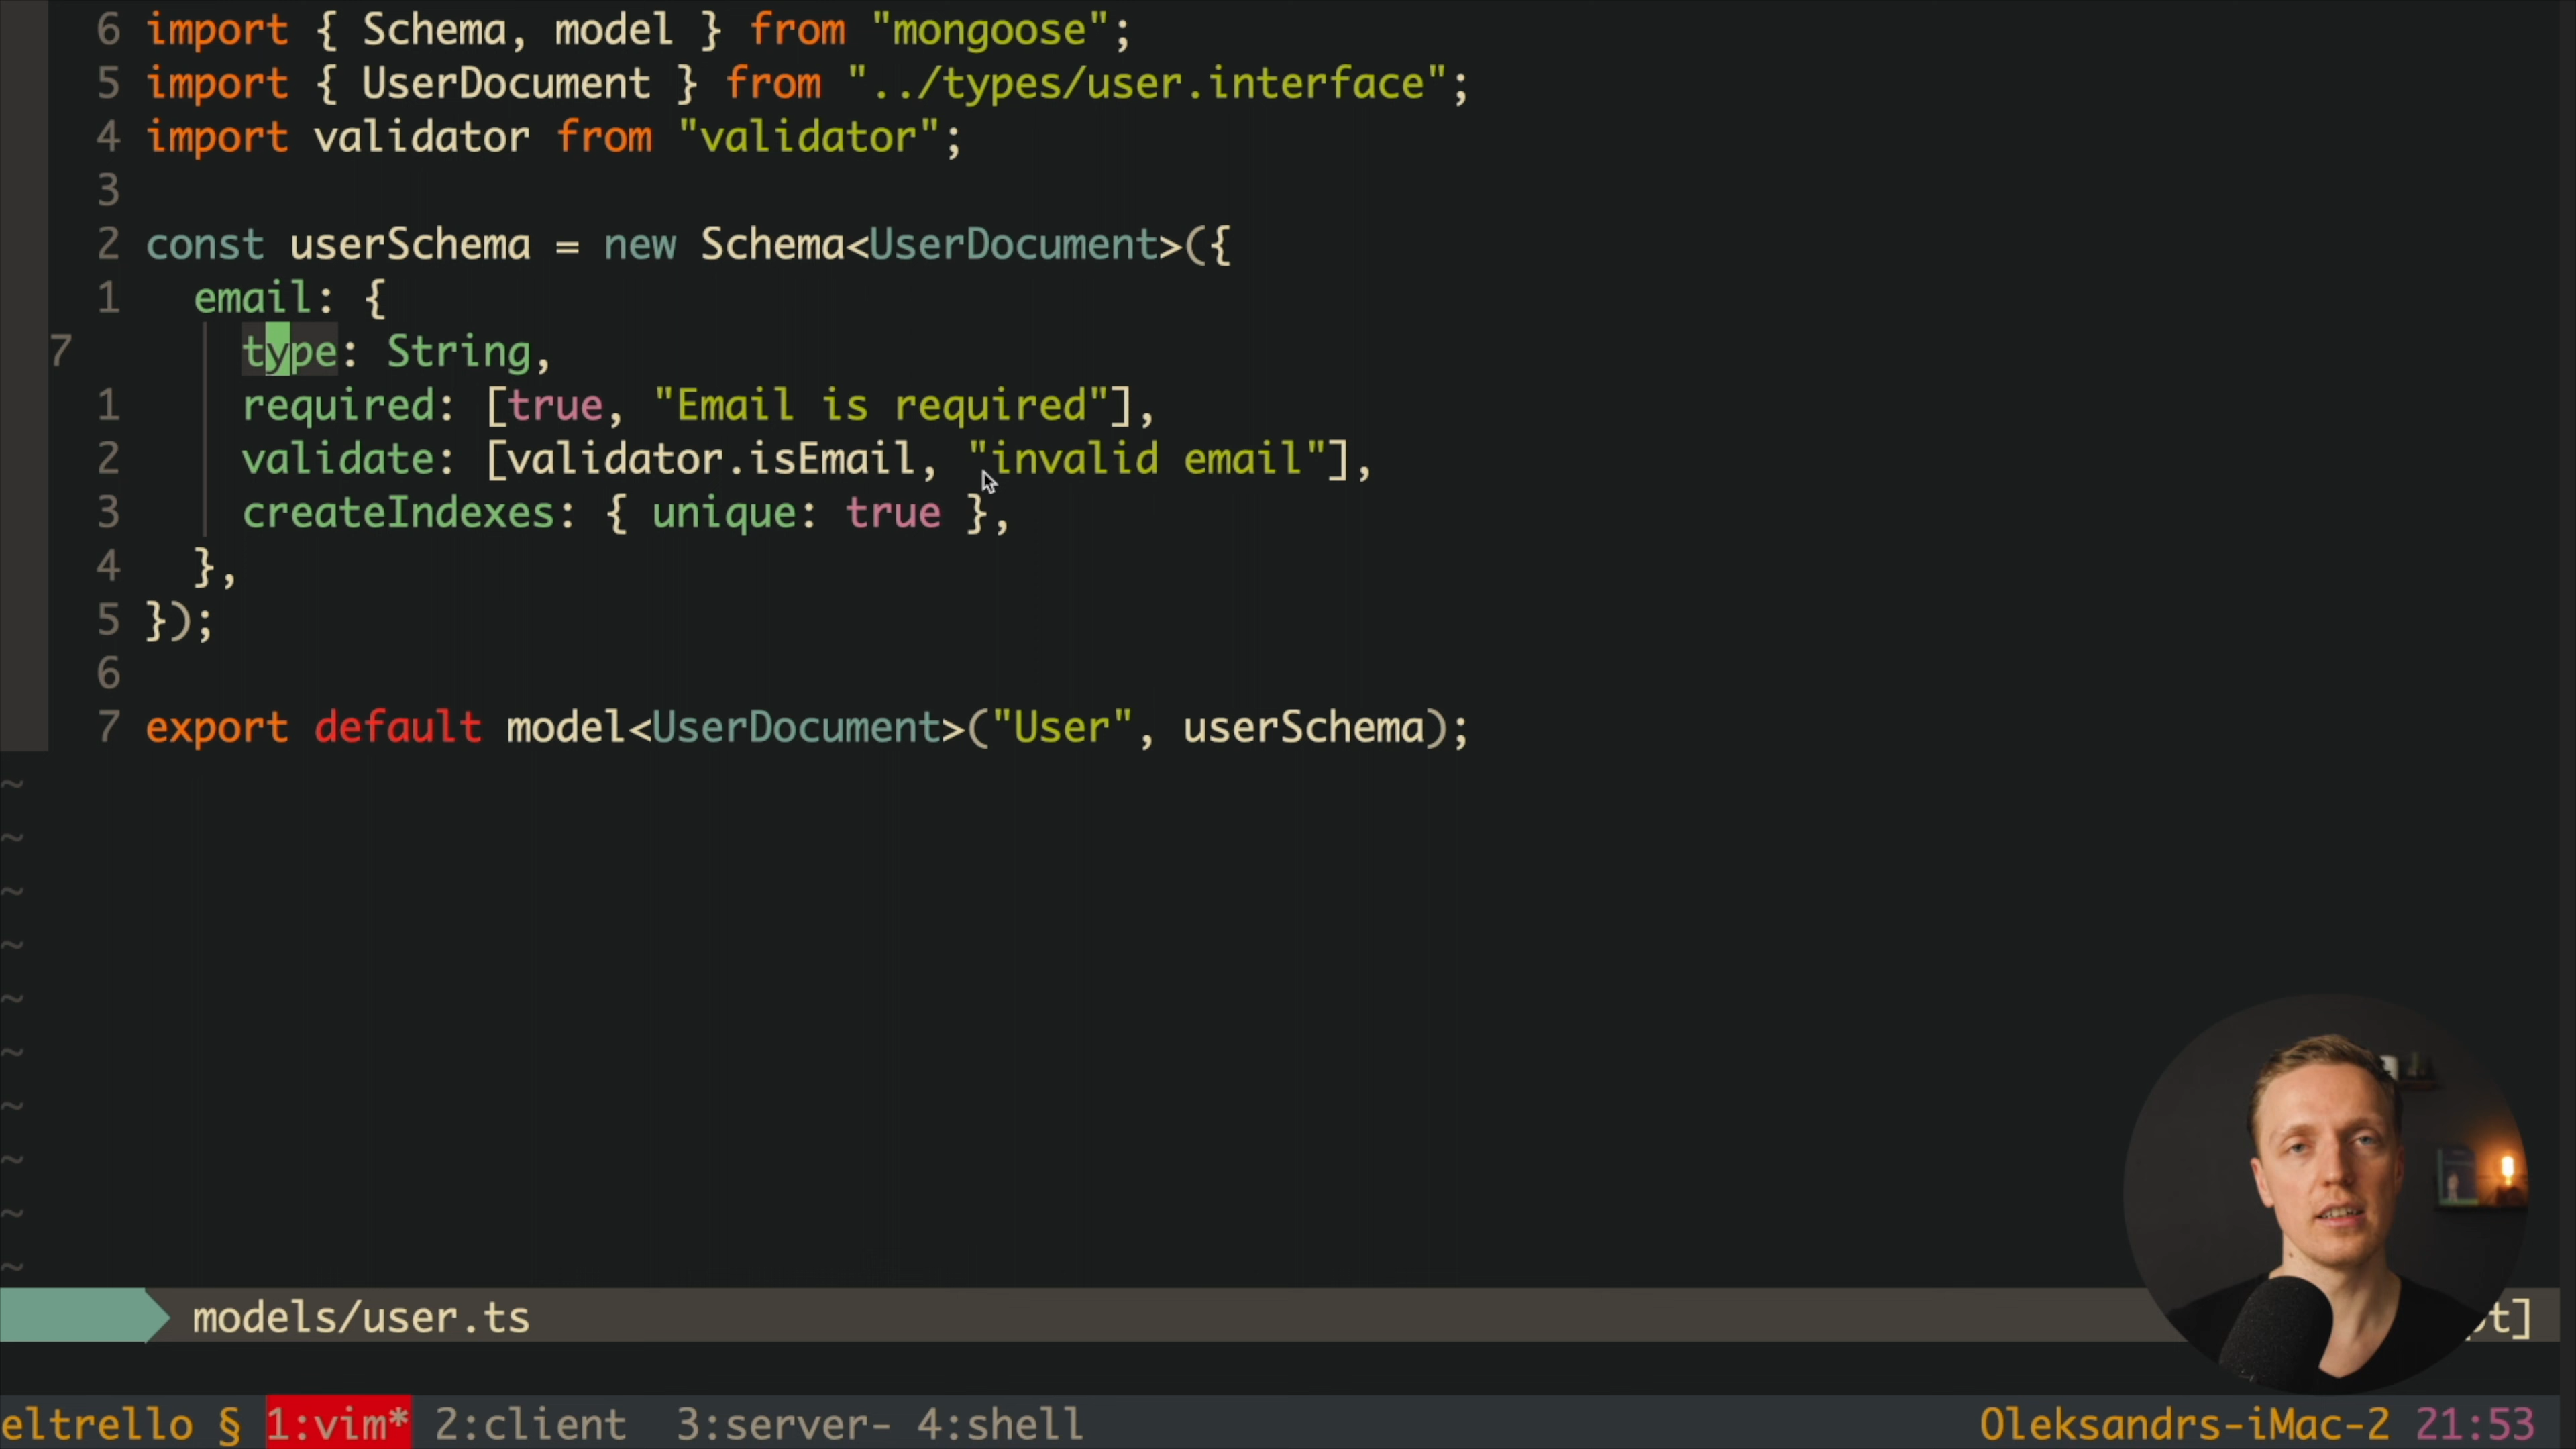 6 import { Schema, model } from "mongoose";
5 import { UserDocument } from "../types/user.interface";
4 import validator from "validator";
3
2 const userSchema = new Schema<UserDocument>({
1   email: {
7     type: String,
1     required: [true, "Email is required"],
2     validate: [validator.isEmail, "invalid email"],
3     createIndexes: { unique: true },
4   },
5 });
6
7 export default model<UserDocument>("User", userSchema);
~
~
~
~
~
~
~
~
~
~
models/user.ts t]
eltrello § 1:vim* 2:client 3:server- 4:shell Oleksandrs-iMac-2 21:53